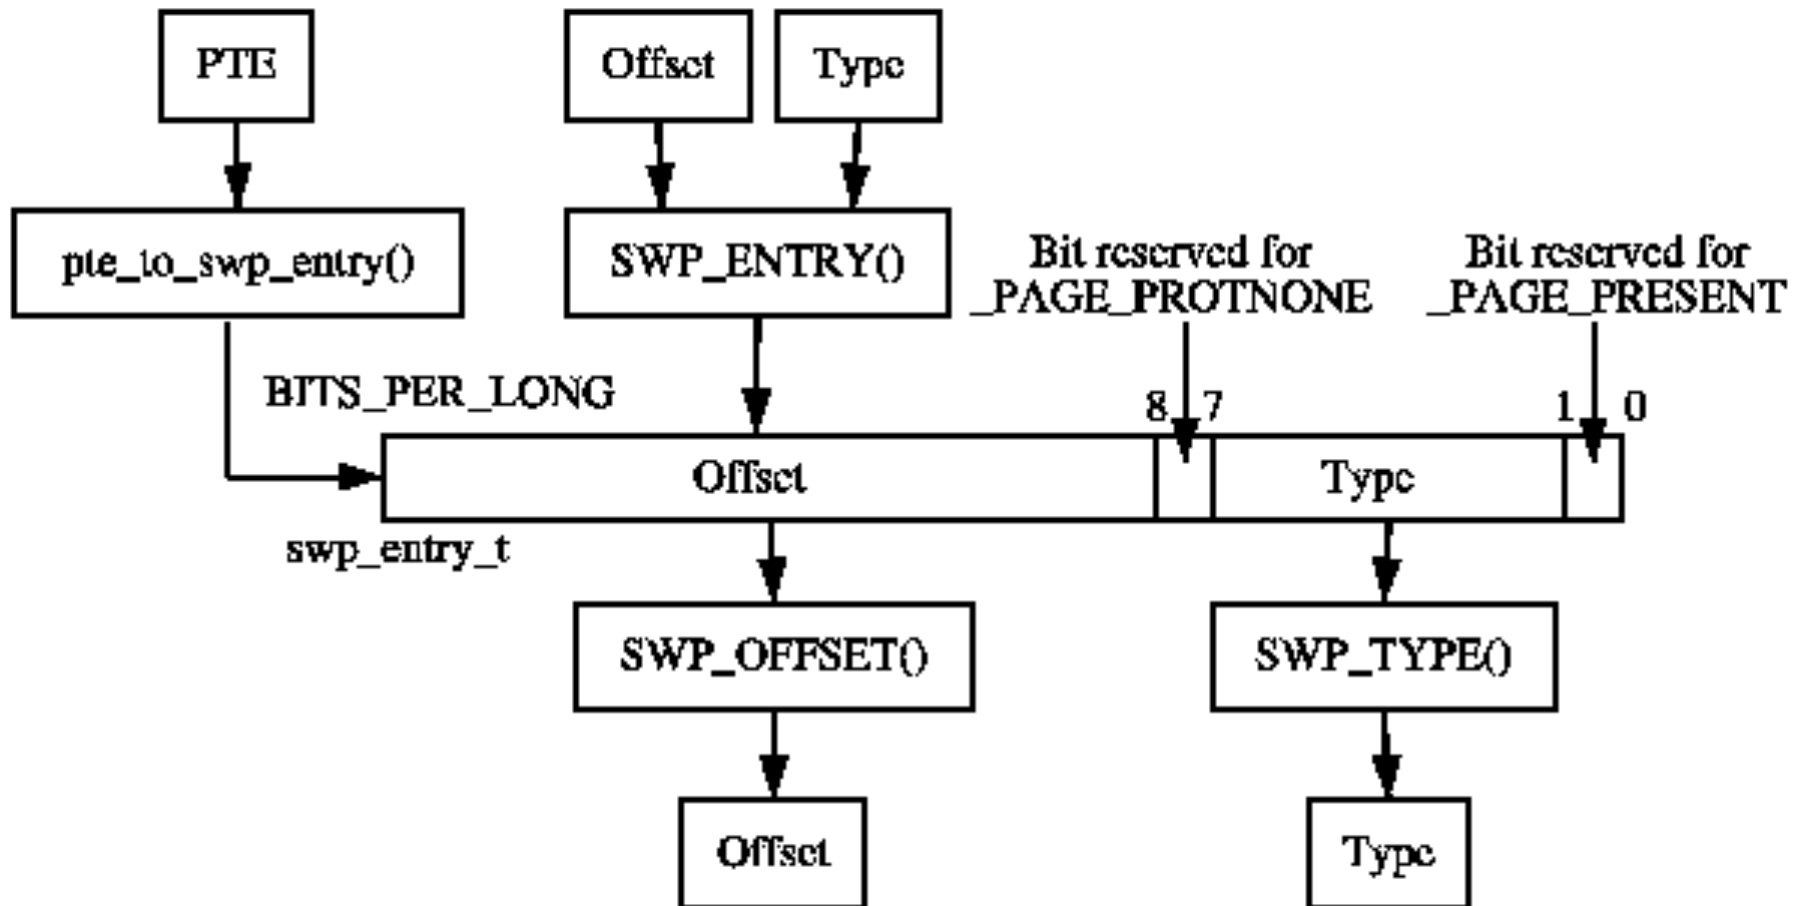 PTE
Offset
Type
pte_to_swp_entry()
SWP_ENTRY()
Bit reserved for
_PAGE_PROTNONE
Bit reserved for
_PAGE_PRESENT
BITS_PER_LONG
8
7
1
0
Offset
Type
swp_entry_t
SWP_OFFSET()
SWP_TYPE()
Offset
Type